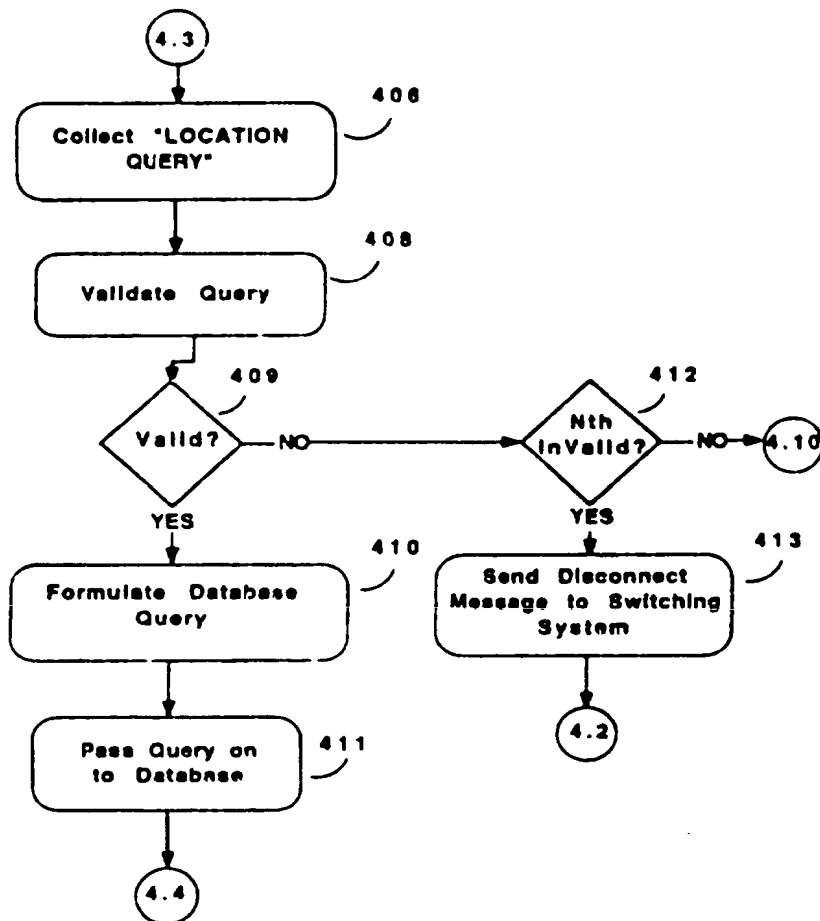 4.3
406
Collect "LOCATION
QUERY"
408
Validate Query
409
Valid?
NO
412
Nth
InValid?
NO
4.10
YES
YES
410
Formulate Database
Query
413
Send Disconnect
Message to Switching
System
411
Pass Query on
to Database
4.2
4.4